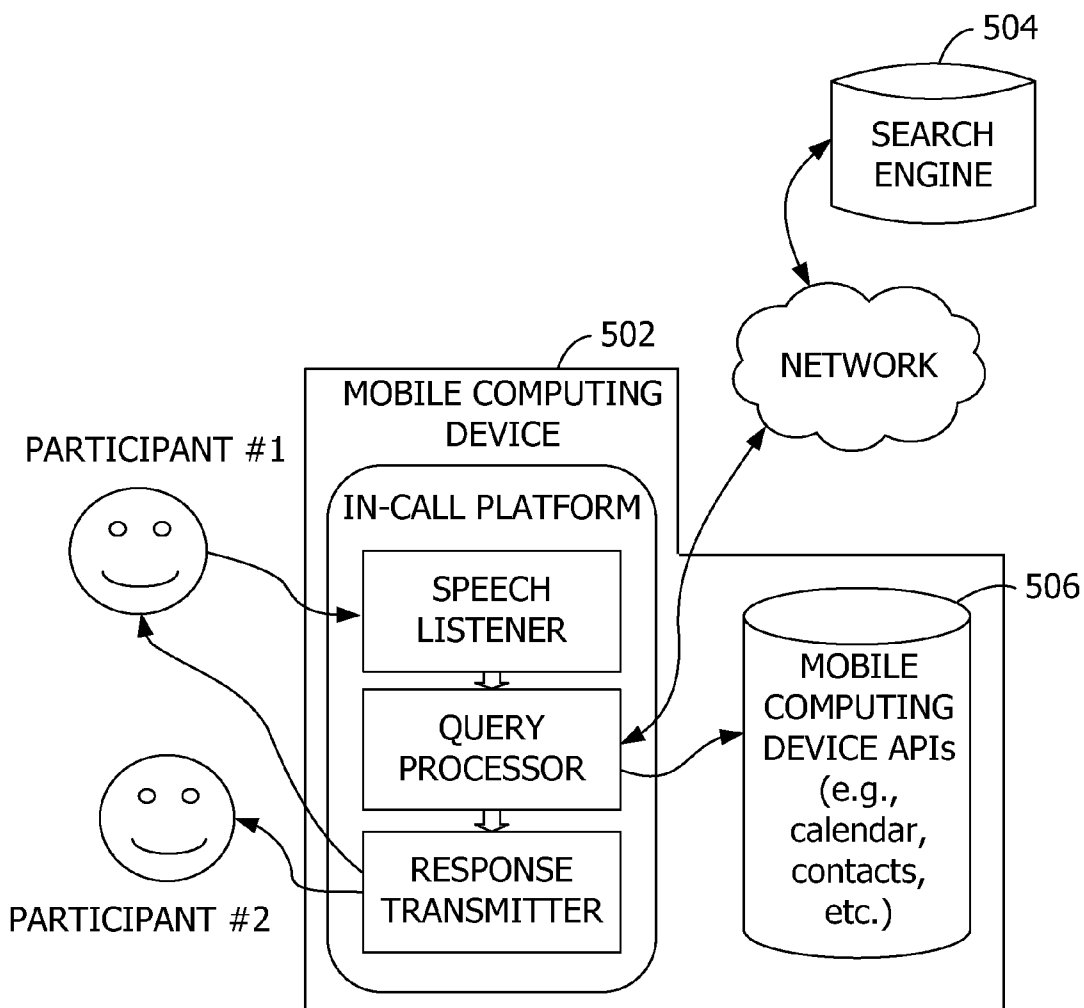 504
SEARCH
ENGINE
NETWORK
502
MOBILE COMPUTING
DEVICE
PARTICIPANT #1
IN-CALL PLATFORM
SPEECH
LISTENER
506
MOBILE
COMPUTING
DEVICE APIs
(e.g.,
calendar,
contacts,
etc.)
QUERY
PROCESSOR
RESPONSE
TRANSMITTER
PARTICIPANT #2